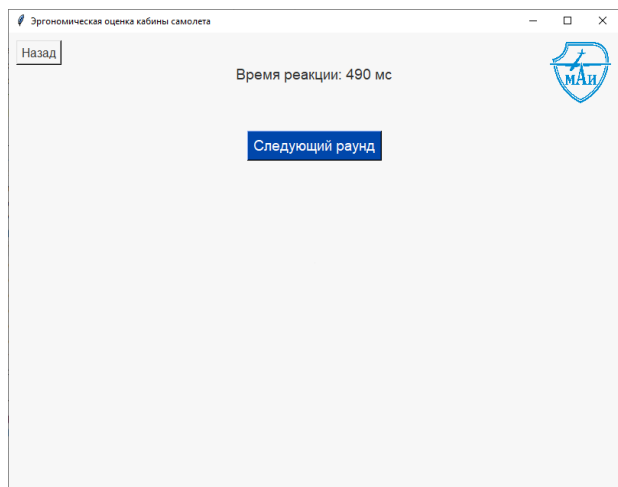 Эргономическая оценка кабины самолета
Назад
Время реакции: 490 мс
МАИ
Следующий раунд